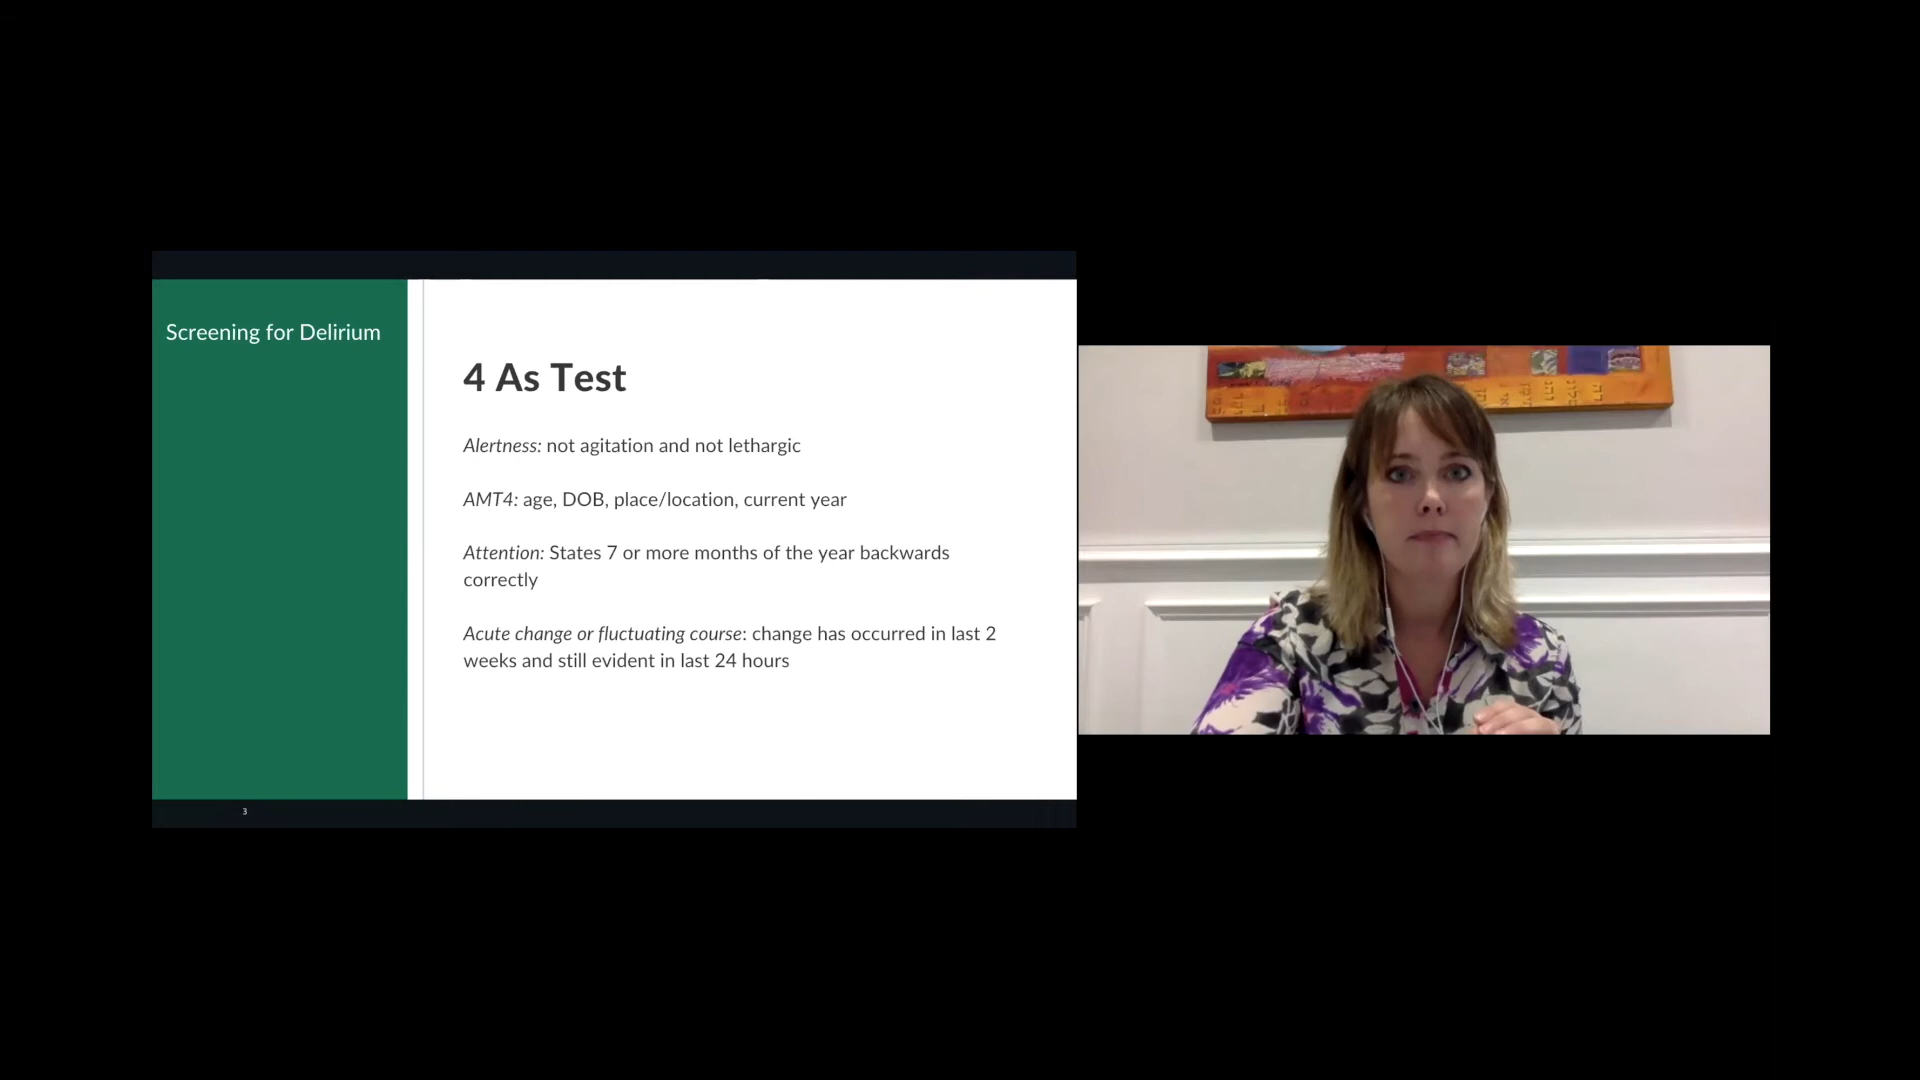 Screening for Delirium
4 As Test
Alertness: not agitation and not lethargic
AMT4: age, DOB, place/location, current year
Attention: States 7 or more months of the year backwards
correctly
Acute change or fluctuating course: change has occurred in last 2
weeks and still evident in last 24 hours
3